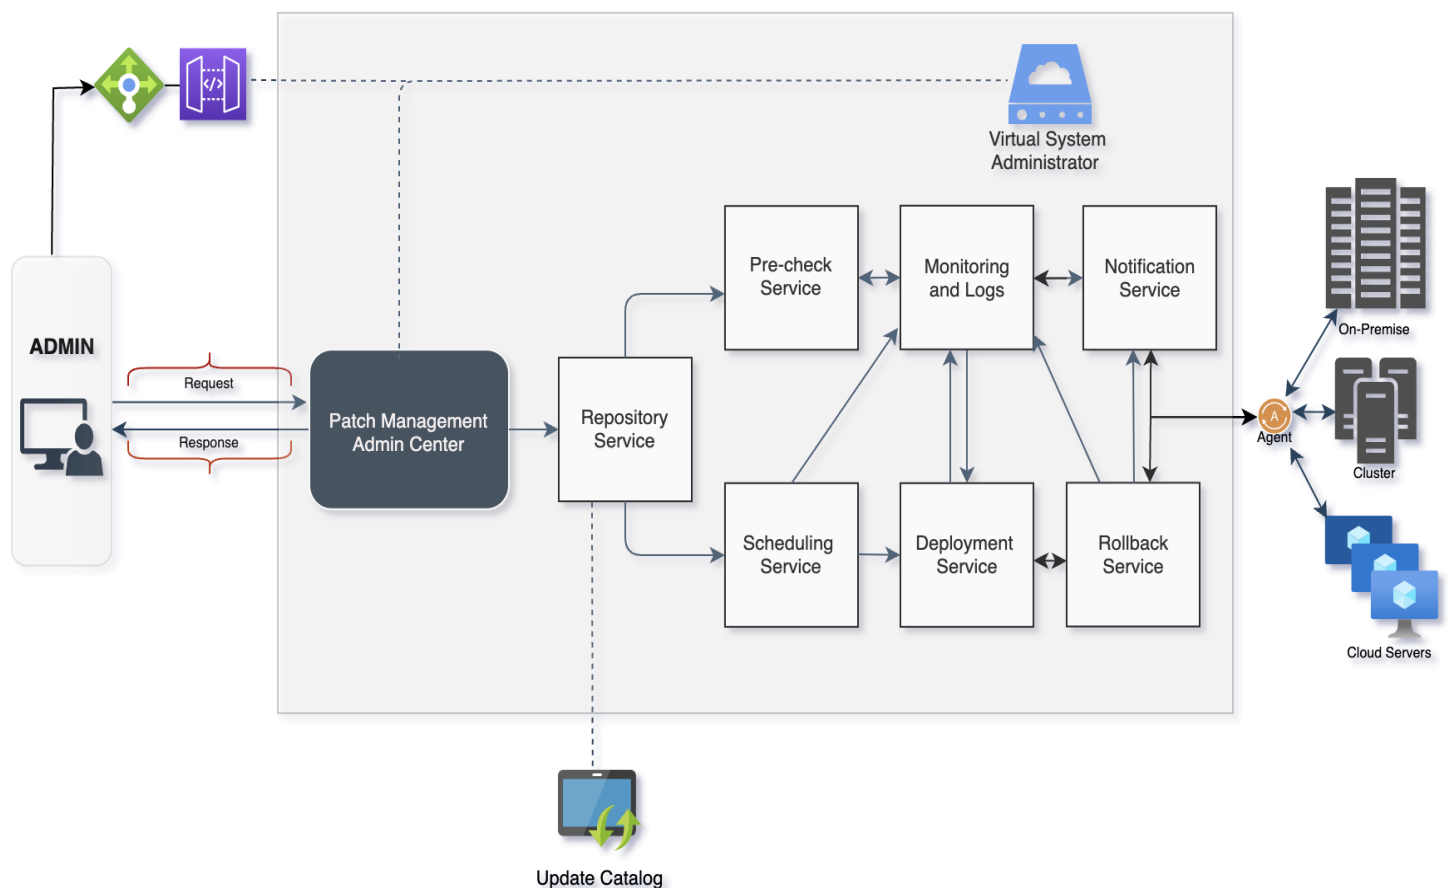 </>
Virtual System
Administrator
Pre-check
Service
Monitoring
and Logs
Notification
Service
On-Premise
ADMIN
Request
Response
Patch Management
Admin Center
Repository
Service
A
Agent
Cluster
Scheduling
Service
Deployment
Service
Rollback
Service
Cloud Servers
Update Catalog